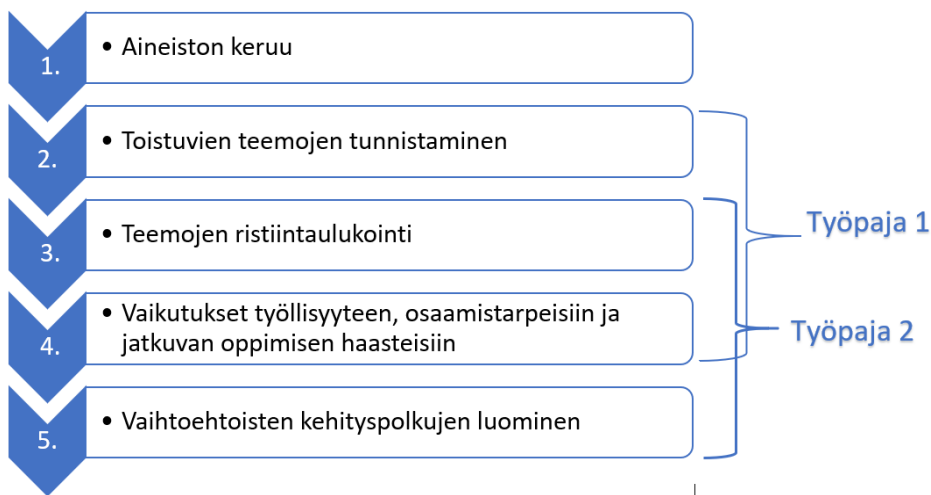 1.
• Aineiston keruu
2.
• Toistuvien teemojen tunnistaminen
3.
• Teemojen ristiintaulukointi
4.
• Vaikutukset työllisyyteen, osaamistarpeisiin ja
jatkuvan oppimisen haasteisiin
5.
• Vaihtoehtoisten kehityspolkujen luominen
Työpaja 1
Työpaja 2